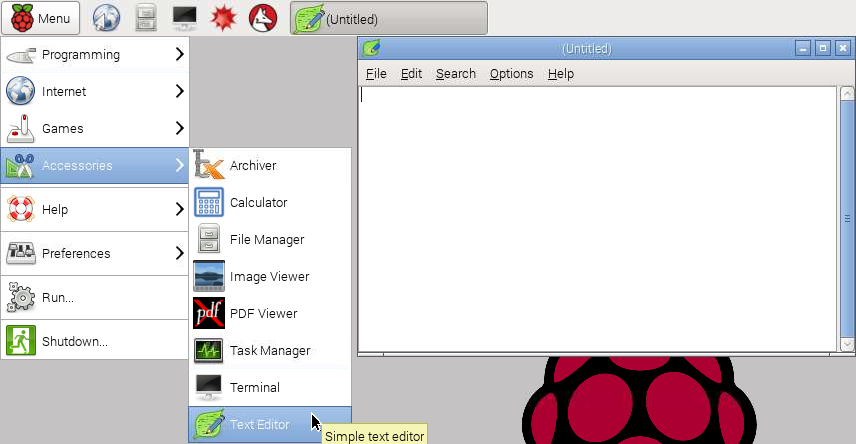 Menu
(Untitled)
Programming
Internet
Games
Accessories
Help
Preferences
Run...
Shutdown...
Archiver
Calculator
File Manager
Image Viewer
pdf
PDF Viewer
Task Manager
Terminal
Text Editor
Simple text editor
(Untitled)
File Edit Search Options Help